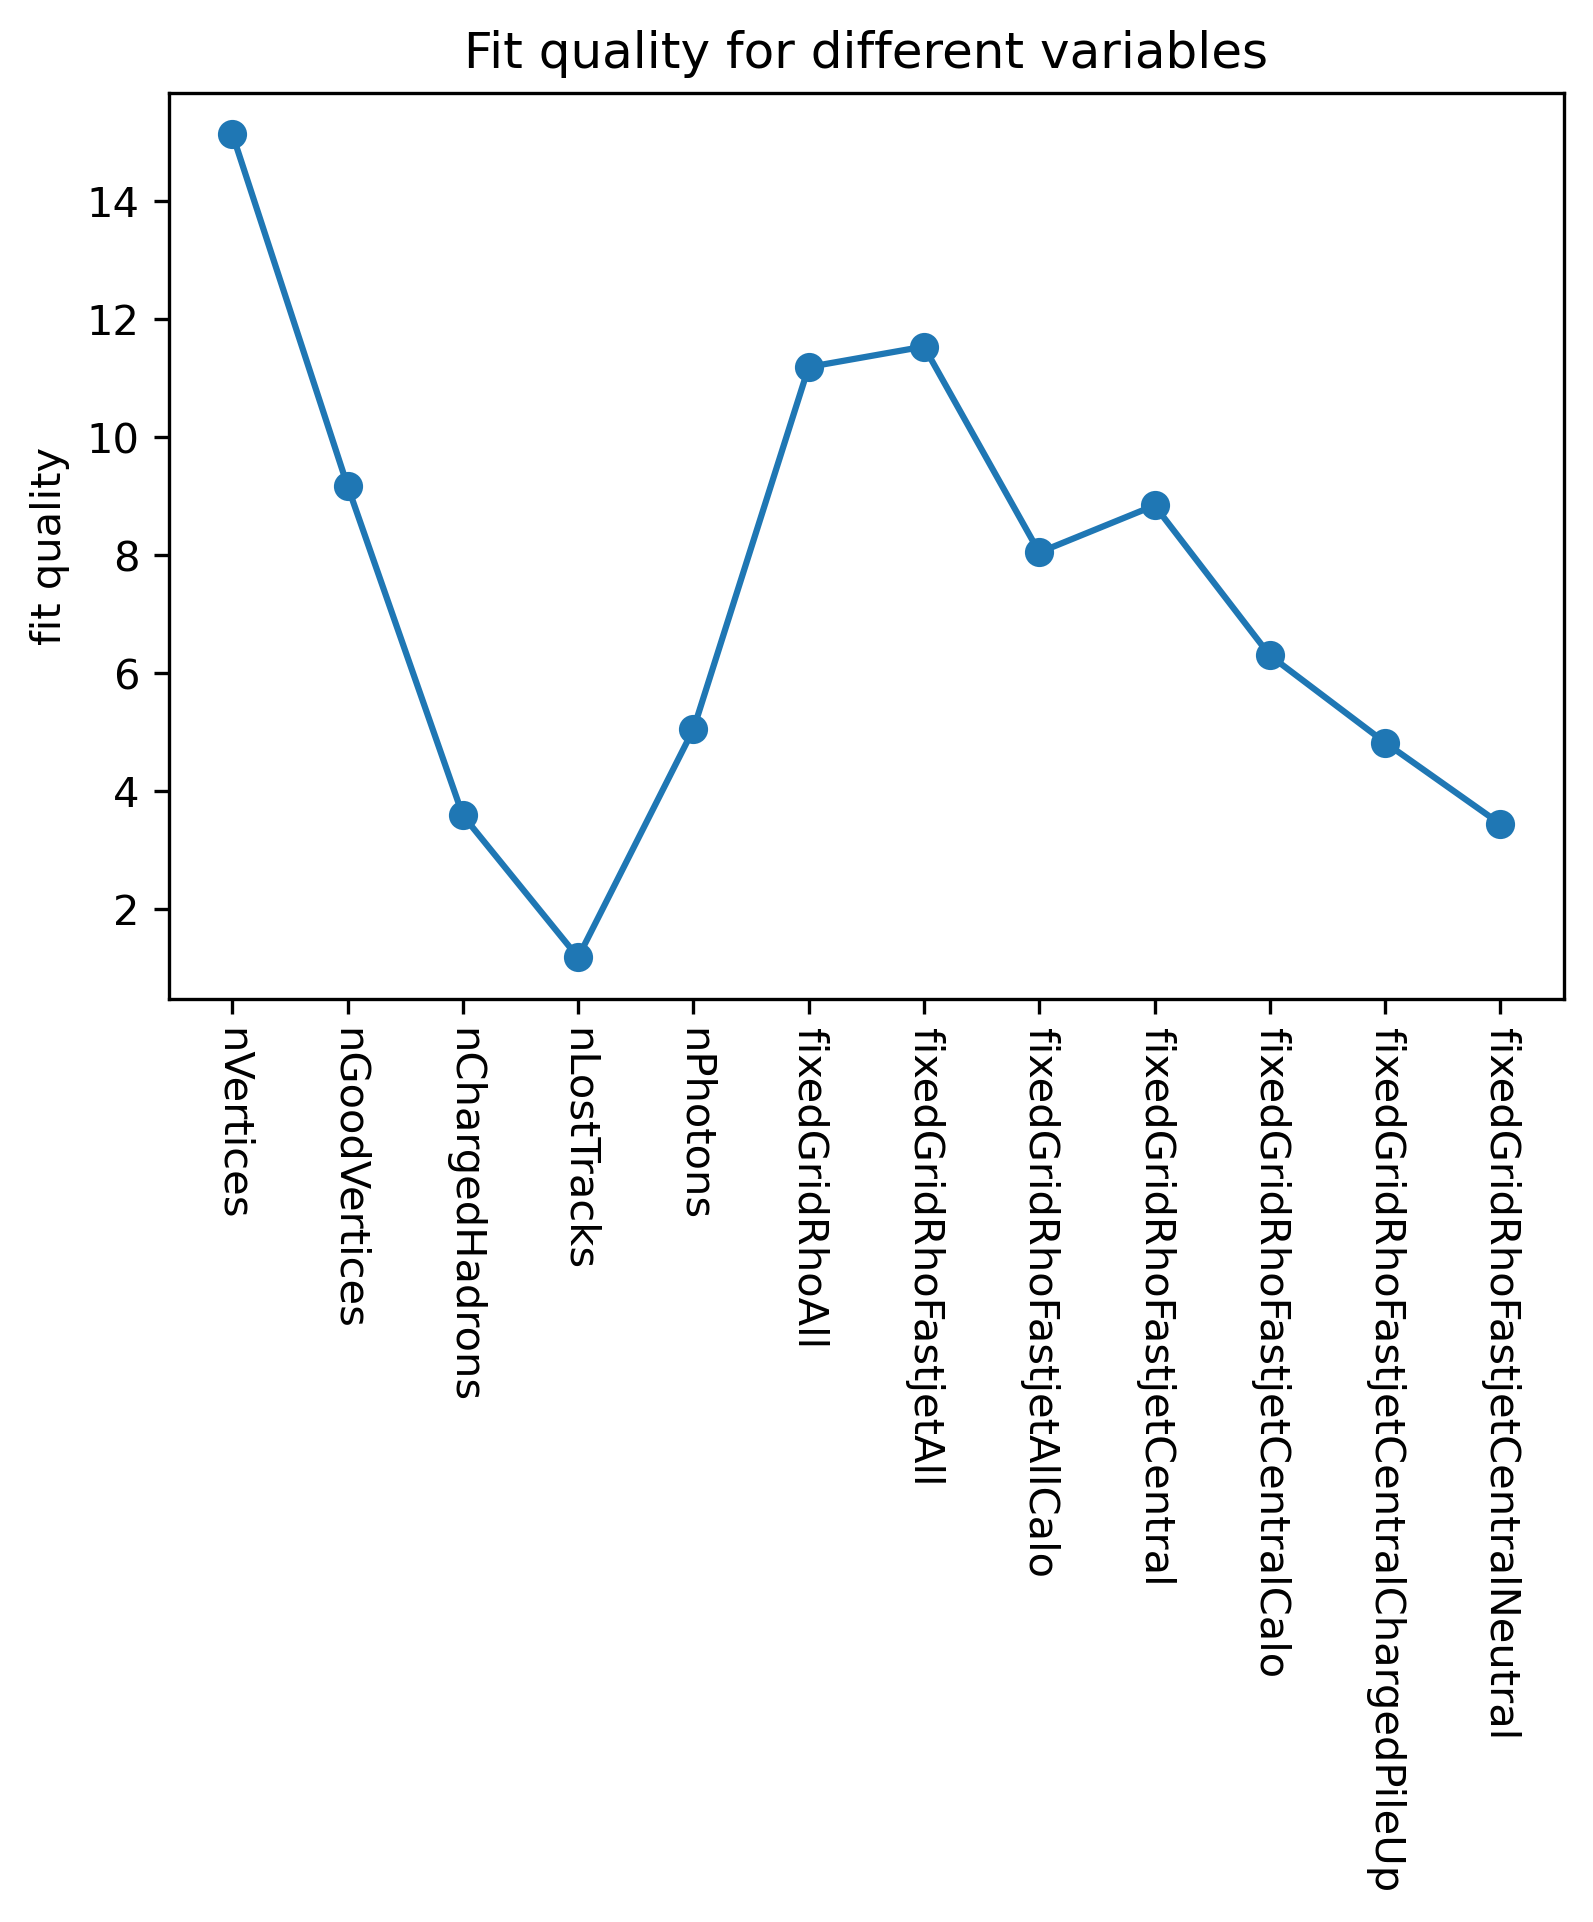 Fit quality for different variables
fit quality
14
12
10
8
6
4
2
nVertices
nGoodVertices
nChargedHadrons
nLostTracks
nPhotons
fixedGridRhoAll
fixedGridRhoFastjetAll
fixedGridRhoFastjetAllCalo
fixedGridRhoFastjetCentral
fixedGridRhoFastjetCentralCalo
fixedGridRhoFastjetCentralChargedPileUp
fixedGridRhoFastjetCentralNeutral